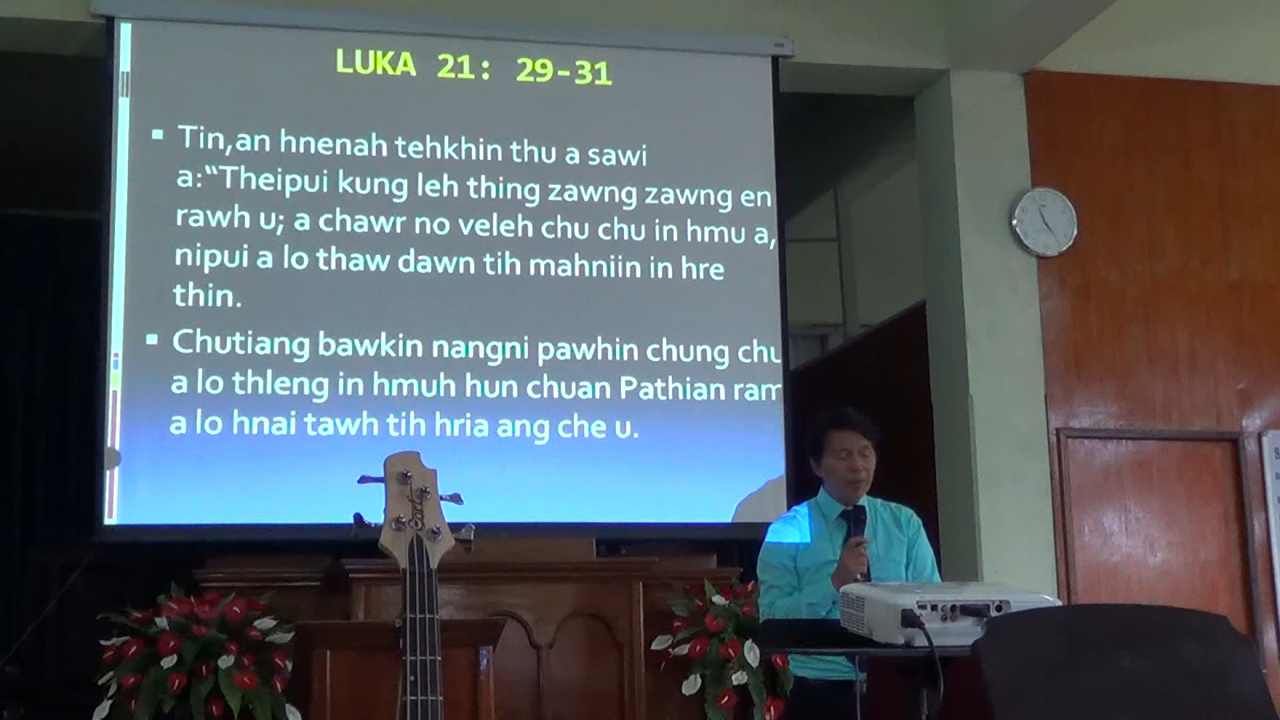 LUKA 21: 29-31
Tin,an hnenah tehkhin thu a sawi
a:"Theipui kung leh thing zawng zawng en
rawh u; a chawr no veleh chu chu in hmu a,
nipui a lo thaw dawn tih mahniin in hre
thin.
Chutiang bawkin nangni pawhin chung chu
a lo thleng in hmuh hun chuan Pathian ram
a lo hnai tawh tih hria ang che u.
Cort